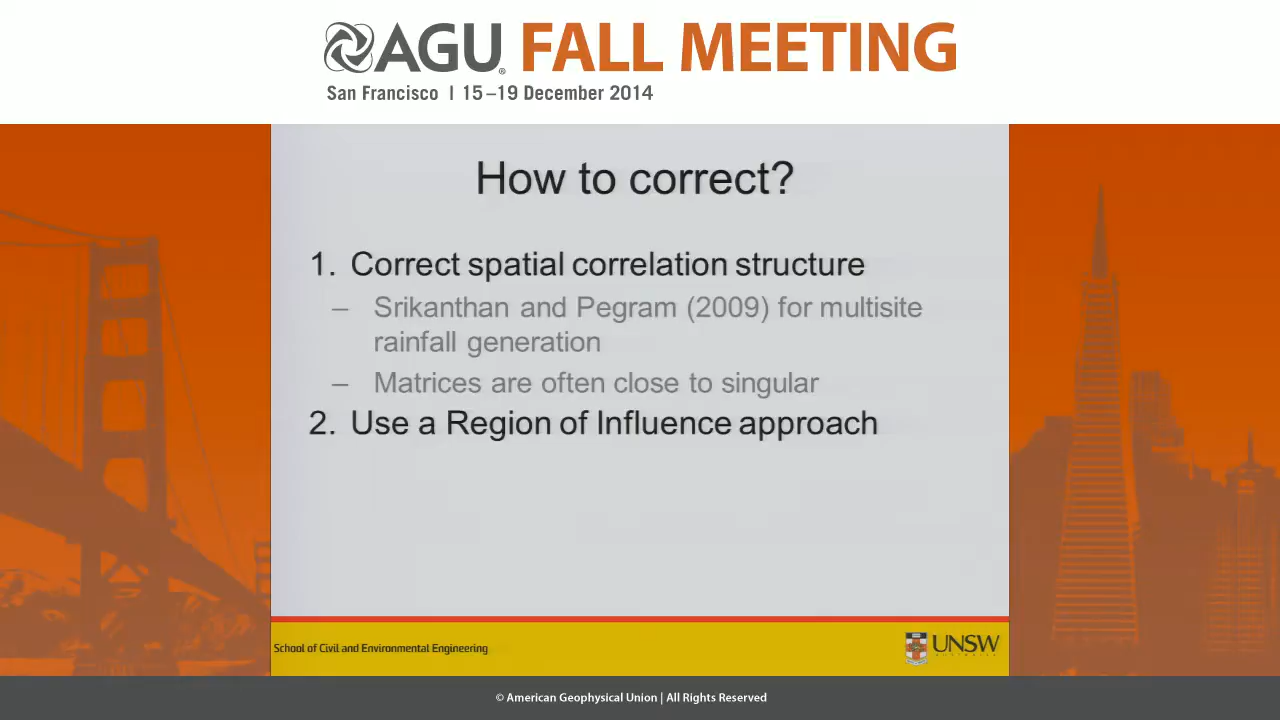 AGU FALL MEETING
San Francisco | 15–19 December 2014
How to correct?
1. Correct spatial correlation structure
– Srikanthan and Pegram (2009) for multisite
rainfall generation
– Matrices are often close to singular
2. Use a Region of Influence approach
School of Civil and Environmental Engineering
UNSW
© American Geophysical Union | All Rights Reserved